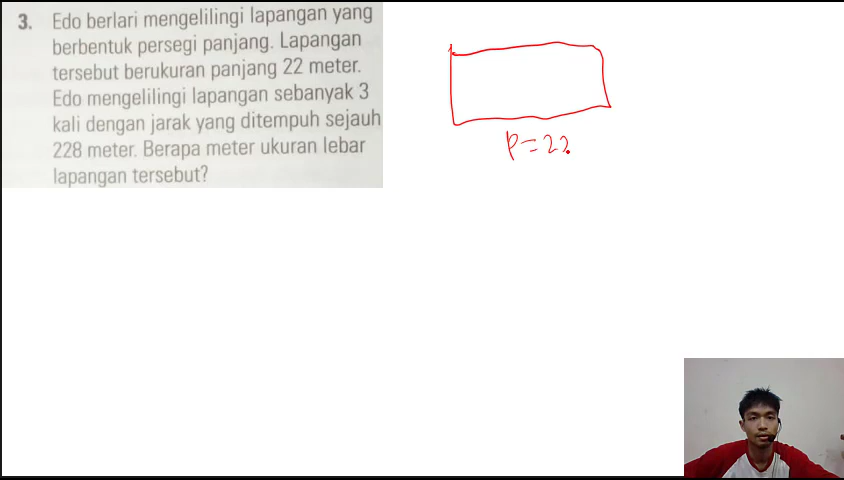 3. Edo berlari mengelilingi lapangan yang
berbentuk persegi panjang. Lapangan
tersebut berukuran panjang 22 meter.
Edo mengelilingi lapangan sebanyak 3
kali dengan jarak yang ditempuh sejauh
228 meter. Berapa meter ukuran lebar
lapangan tersebut?
P=22